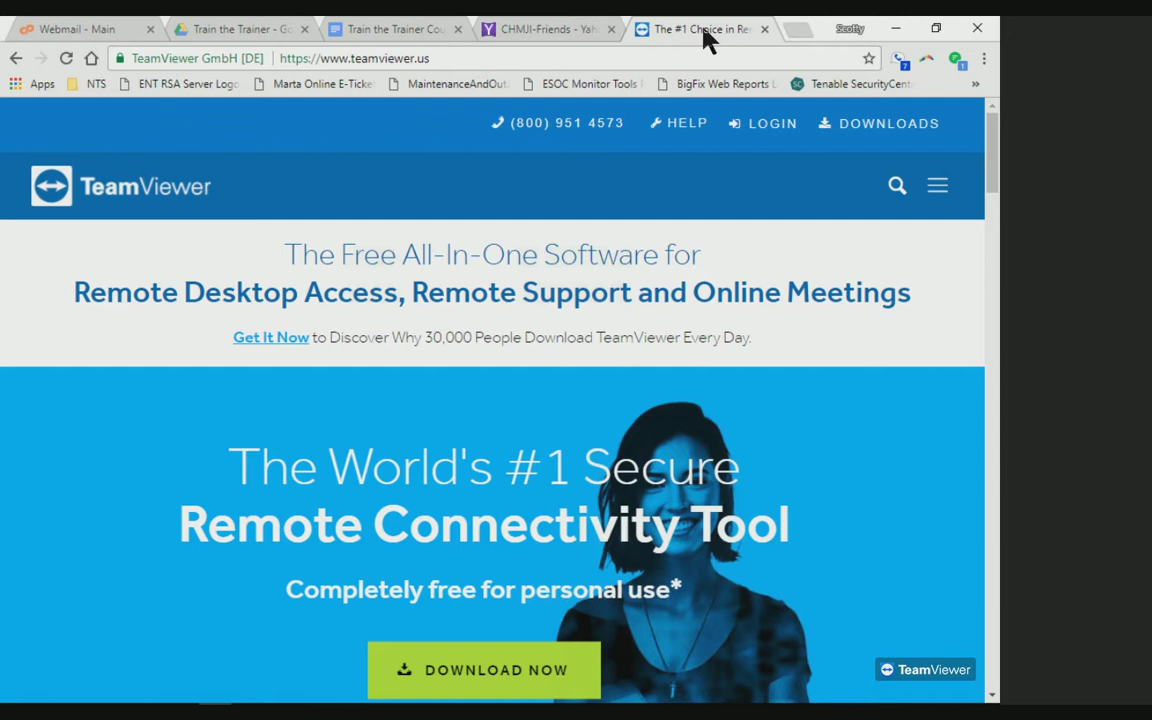 Webmail - Main
Train the Trainer - Go
Train the Trainer Cou
CHMJI-Friends - Yah
The #1 Choice in Re
Scotty
TeamViewer GmbH [DE]
https://www.teamviewer.us
7
1
Apps
NTS
ENT RSA Server Logo
Marta Online E-Ticke
MaintenanceAndOut
ESOC Monitor Tools
BigFix Web Reports L
Tenable SecurityCent
»
(800) 951 4573
HELP
LOGIN
DOWNLOADS
TeamViewer
The Free All-In-One Software for
Remote Desktop Access, Remote Support and Online Meetings
Get It Now to Discover Why 30,000 People Download TeamViewer Every Day.
The World's #1 Secure
Remote Connectivity Tool
Completely free for personal use*
DOWNLOAD NOW
TeamViewer